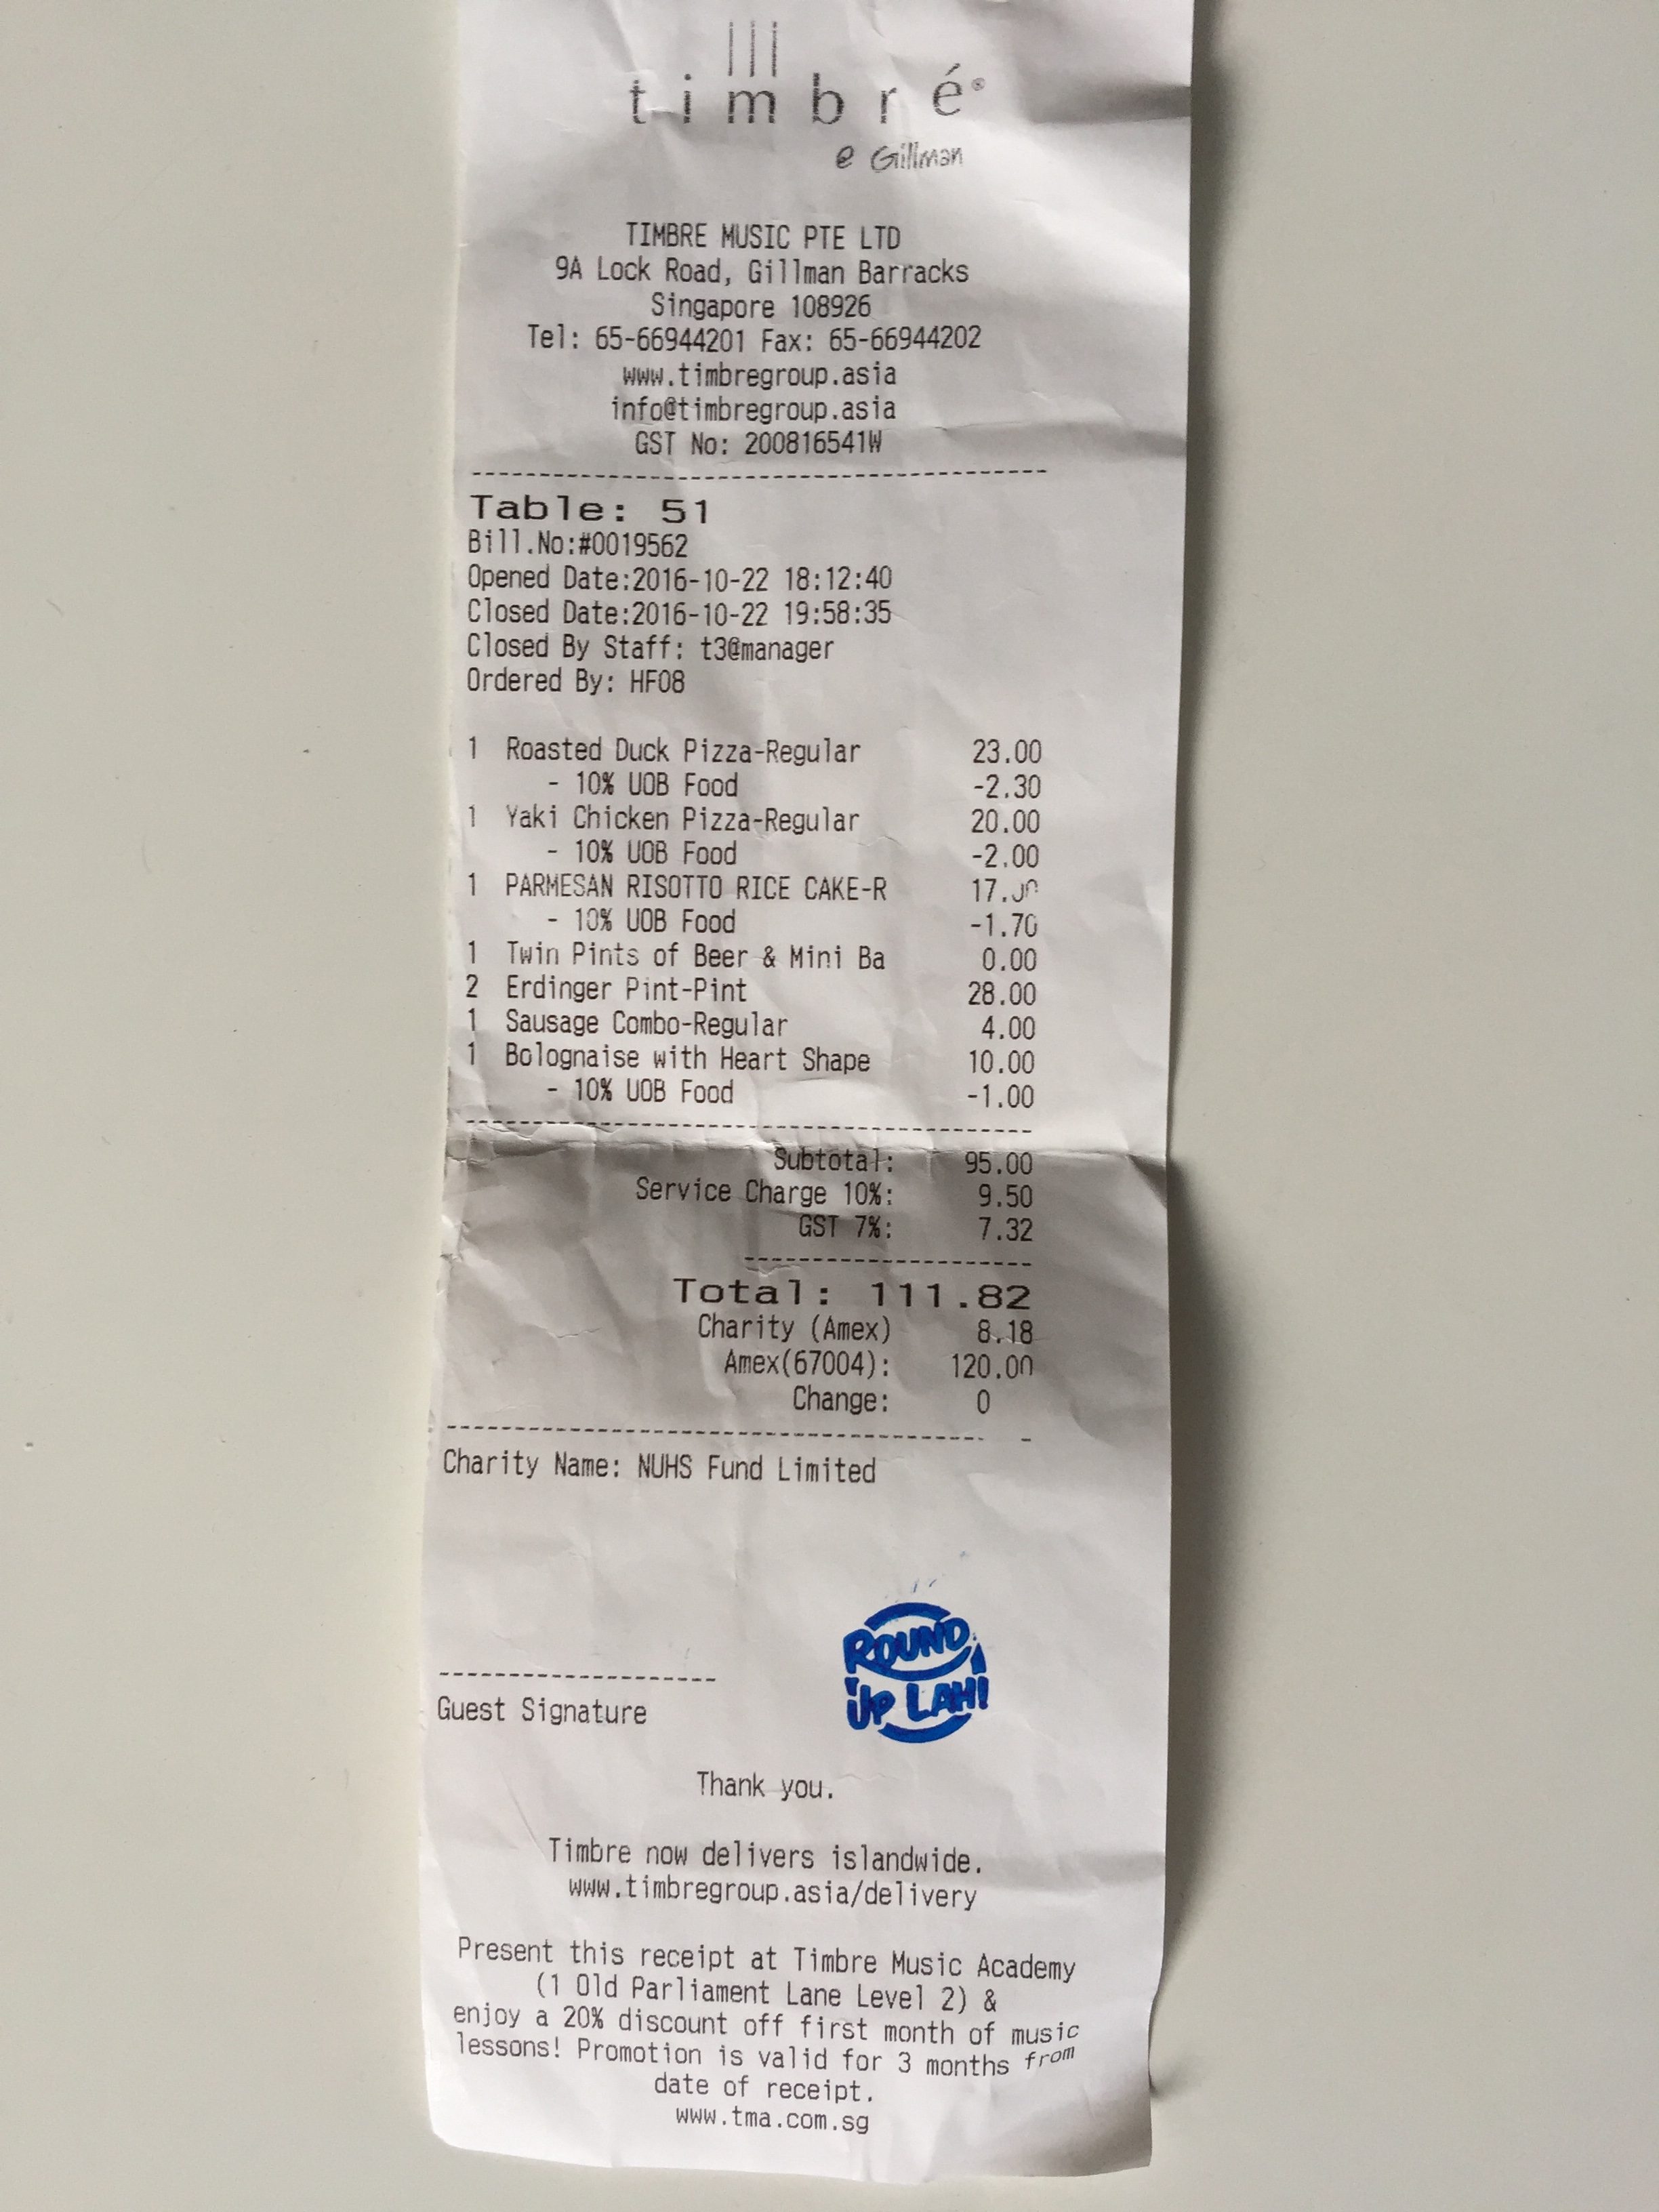 timbré®
@ Gillman
TIMBRE MUSIC PTE LTD
9A Lock Road, Gillman Barracks
Singapore 108926
Tel: 65-66944201 Fax: 65-66944202
www.timbregroup.asia
info@timbregroup.asia
GST No: 200816541W
Table: 51
Bill.No:#0019562
Opened Date:2016-10-22 18:12:40
Closed Date:2016-10-22 19:58:35
Closed By Staff: t3@manager
Ordered By: HF08
1 Roasted Duck Pizza-Regular 23.00
- 10% UOB Food -2.30
1 Yaki Chicken Pizza-Regular 20.00
- 10% UOB Food -2.00
1 PARMESAN RISOTTO RICE CAKE-R 17.00
- 10% UOB Food -1.70
1 Twin Pints of Beer & Mini Ba 0.00
2 Erdinger Pint-Pint 28.00
1 Sausage Combo-Regular 4.00
1 Bolognaise with Heart Shape 10.00
- 10% UOB Food -1.00
Subtotal: 95.00
Service Charge 10%: 9.50
GST 7%: 7.32
Total: 111.82
Charity (Amex) 8.18
Amex(67004): 120.00
Change: 0
Charity Name: NUHS Fund Limited
ROUND
UP LAH!
Guest Signature
Thank you.
Timbre now delivers islandwide.
www.timbregroup.asia/delivery
Present this receipt at Timbre Music Academy
(1 Old Parliament Lane Level 2) &
enjoy a 20% discount off first month of music
lessons! Promotion is valid for 3 months from
date of receipt.
www.tma.com.sg